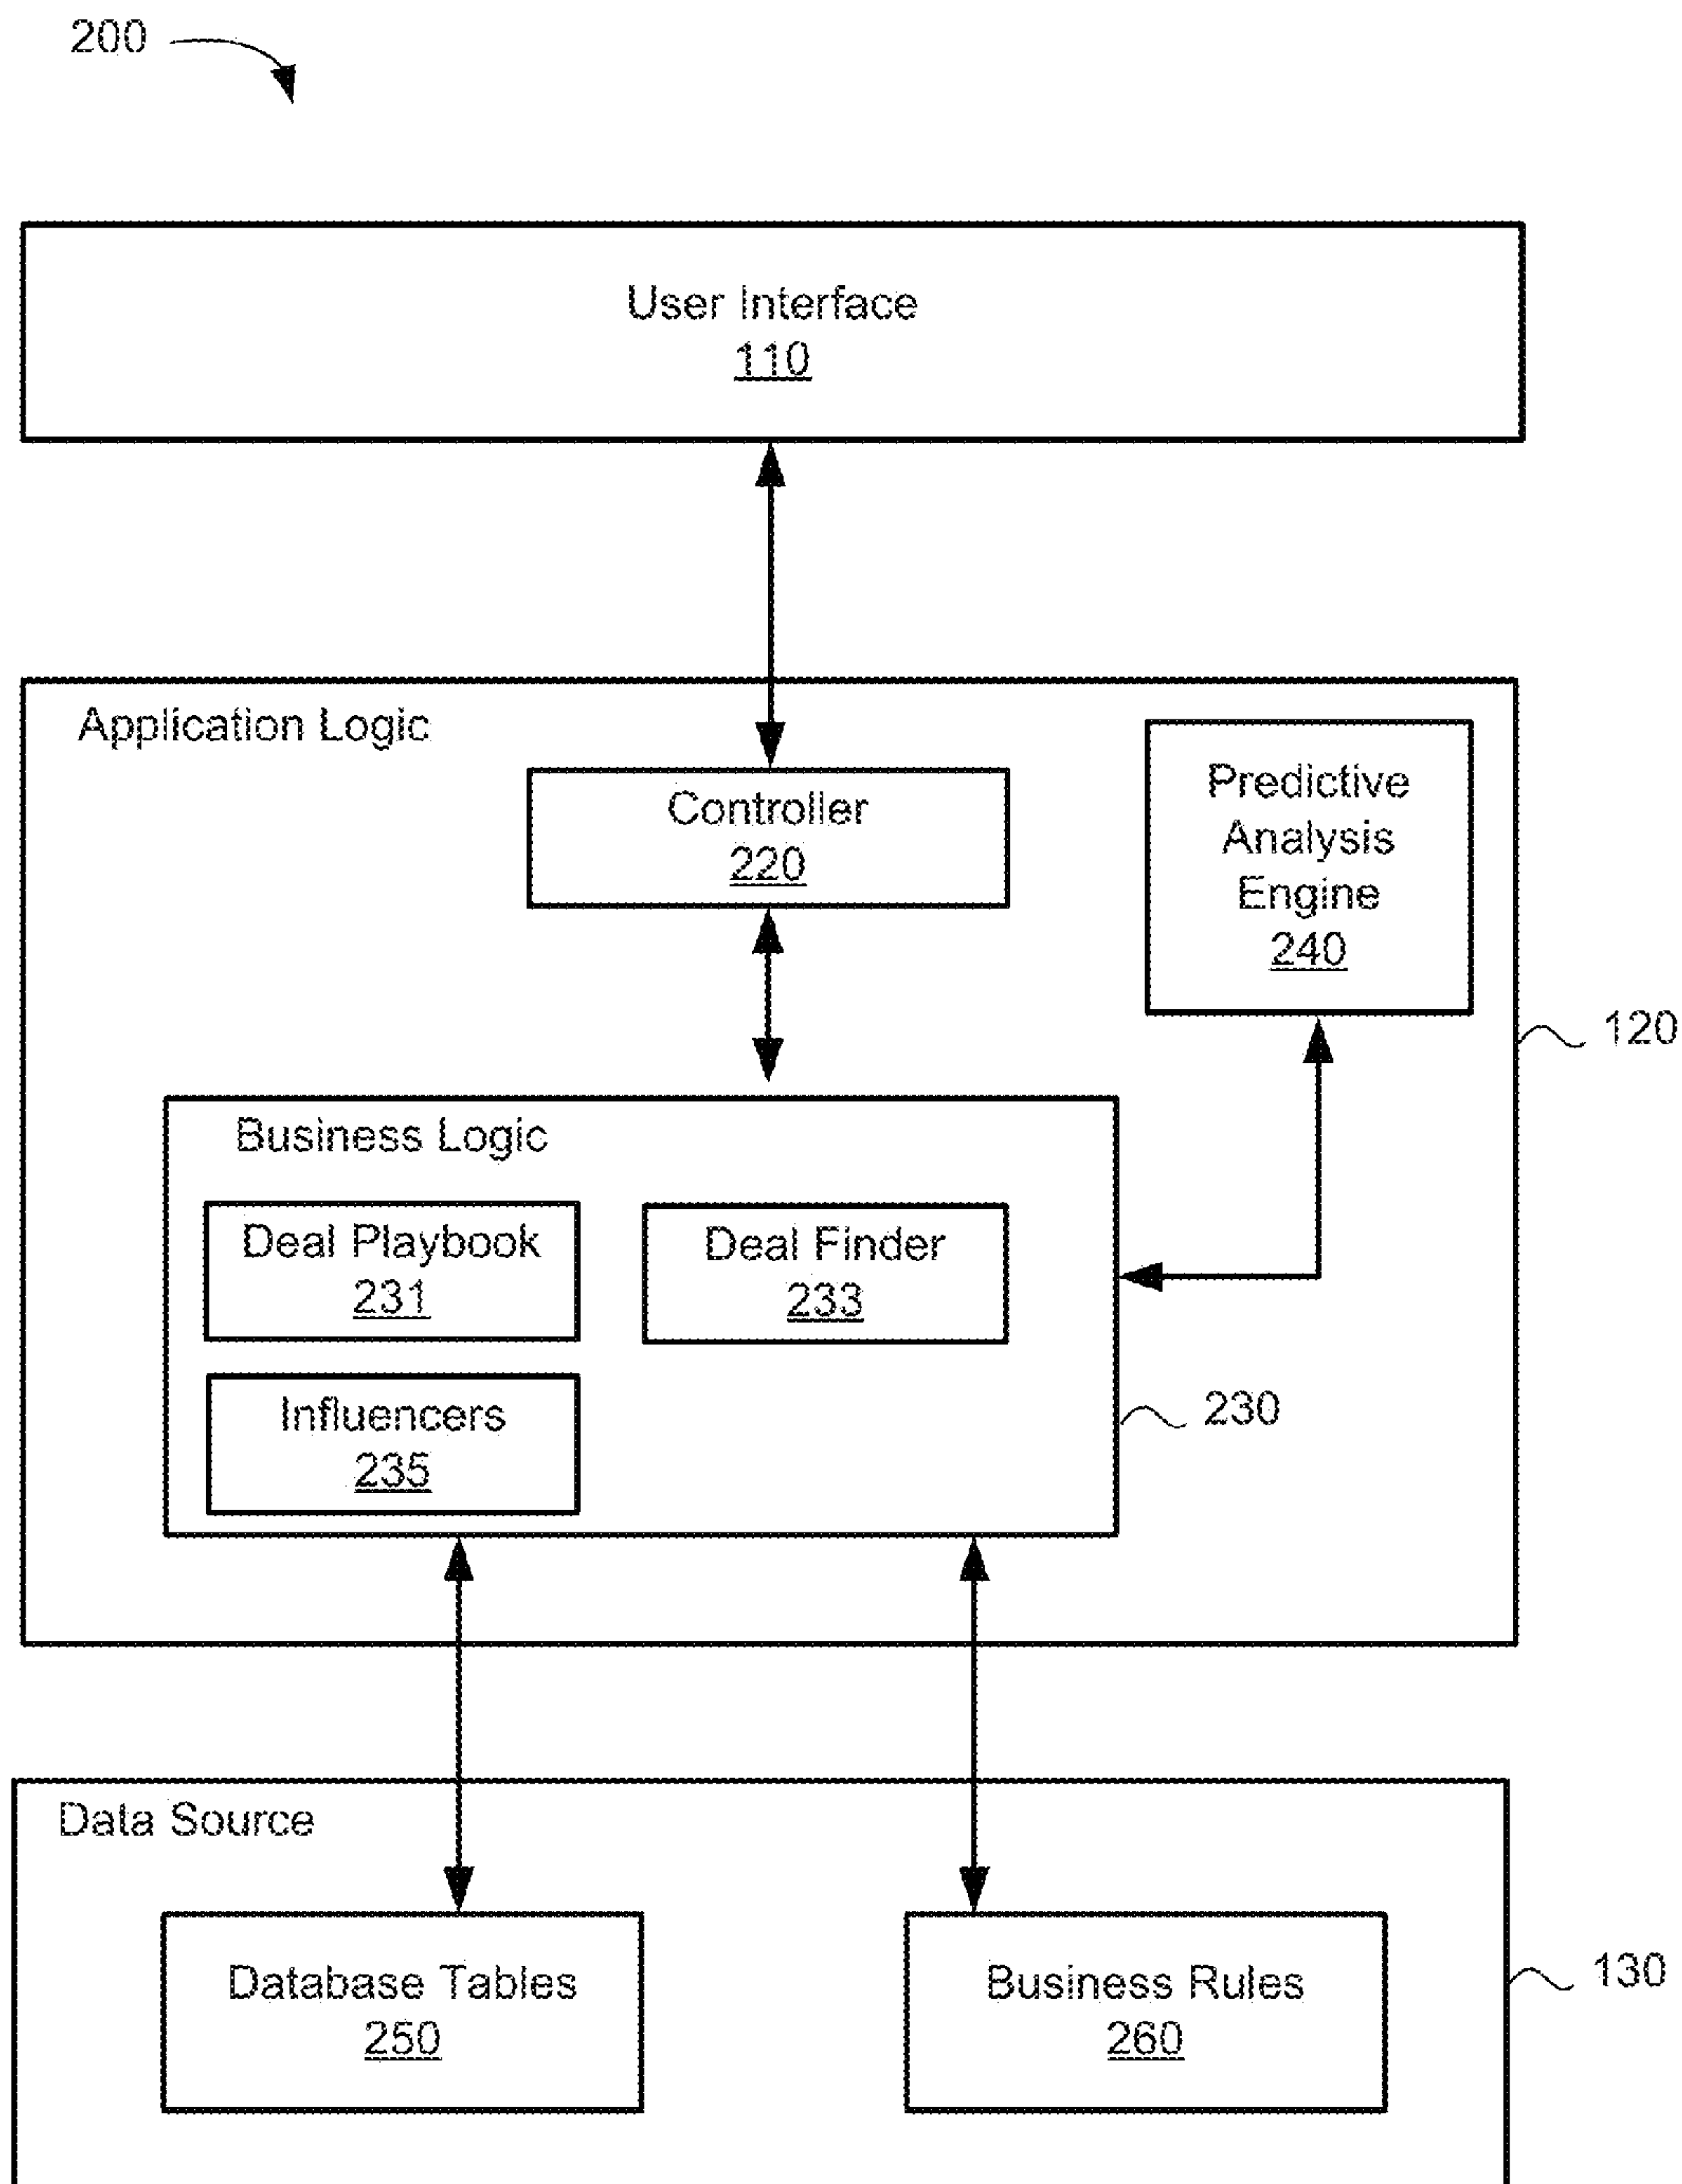 200
User Interface
110
Application Logic
Controller
220
Predictive
Analysis
Engine
240
120
Business Logic
Deal Playbook
231
Deal Finder
233
Influencers
235
230
Data Source
Database Tables
250
Business Rules
260
130